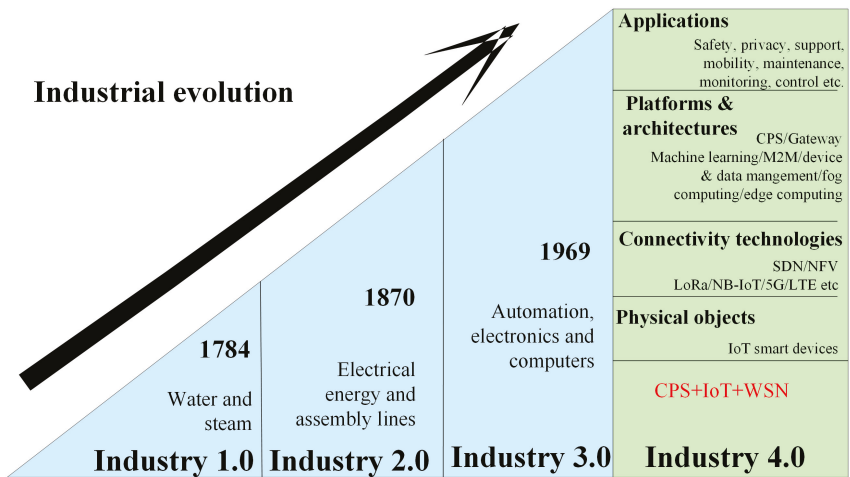 Industrial evolution
1784
Water and
steam
Industry 1.0
1870
Electrical
energy and
assembly lines
Industry 2.0
1969
Automation,
electronics and
computers
Industry 3.0
Applications
Safety, privacy, support,
mobility, maintenance,
monitoring, control etc.
Platforms &
architectures
CPS/Gateway
Machine learning/M2M/device
& data mangement/fog
computing/edge computing
Connectivity technologies
SDN/NFV
LoRa/NB-IoT/5G/LTE etc
Physical objects
IoT smart devices
CPS+IoT+WSN
Industry 4.0